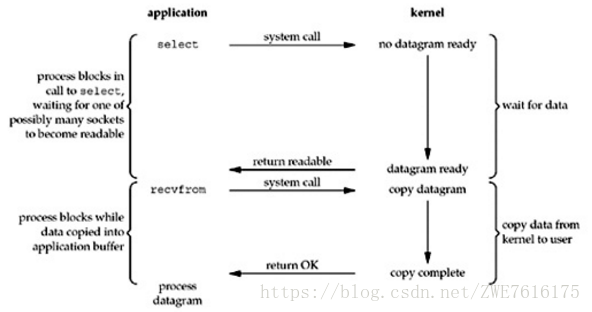 application
kernel
select
system call
no datagram ready
process blocks in
call to select,
waiting for one of
possibly many sockets
to become readable
wait for data
return readable
datagram ready
recvfrom
system call
copy datagram
process blocks while
data copied into
application buffer
copy data from
kernel to user
return OK
copy complete
process
datagram
https://blog.csdn.net/ZWE7616175